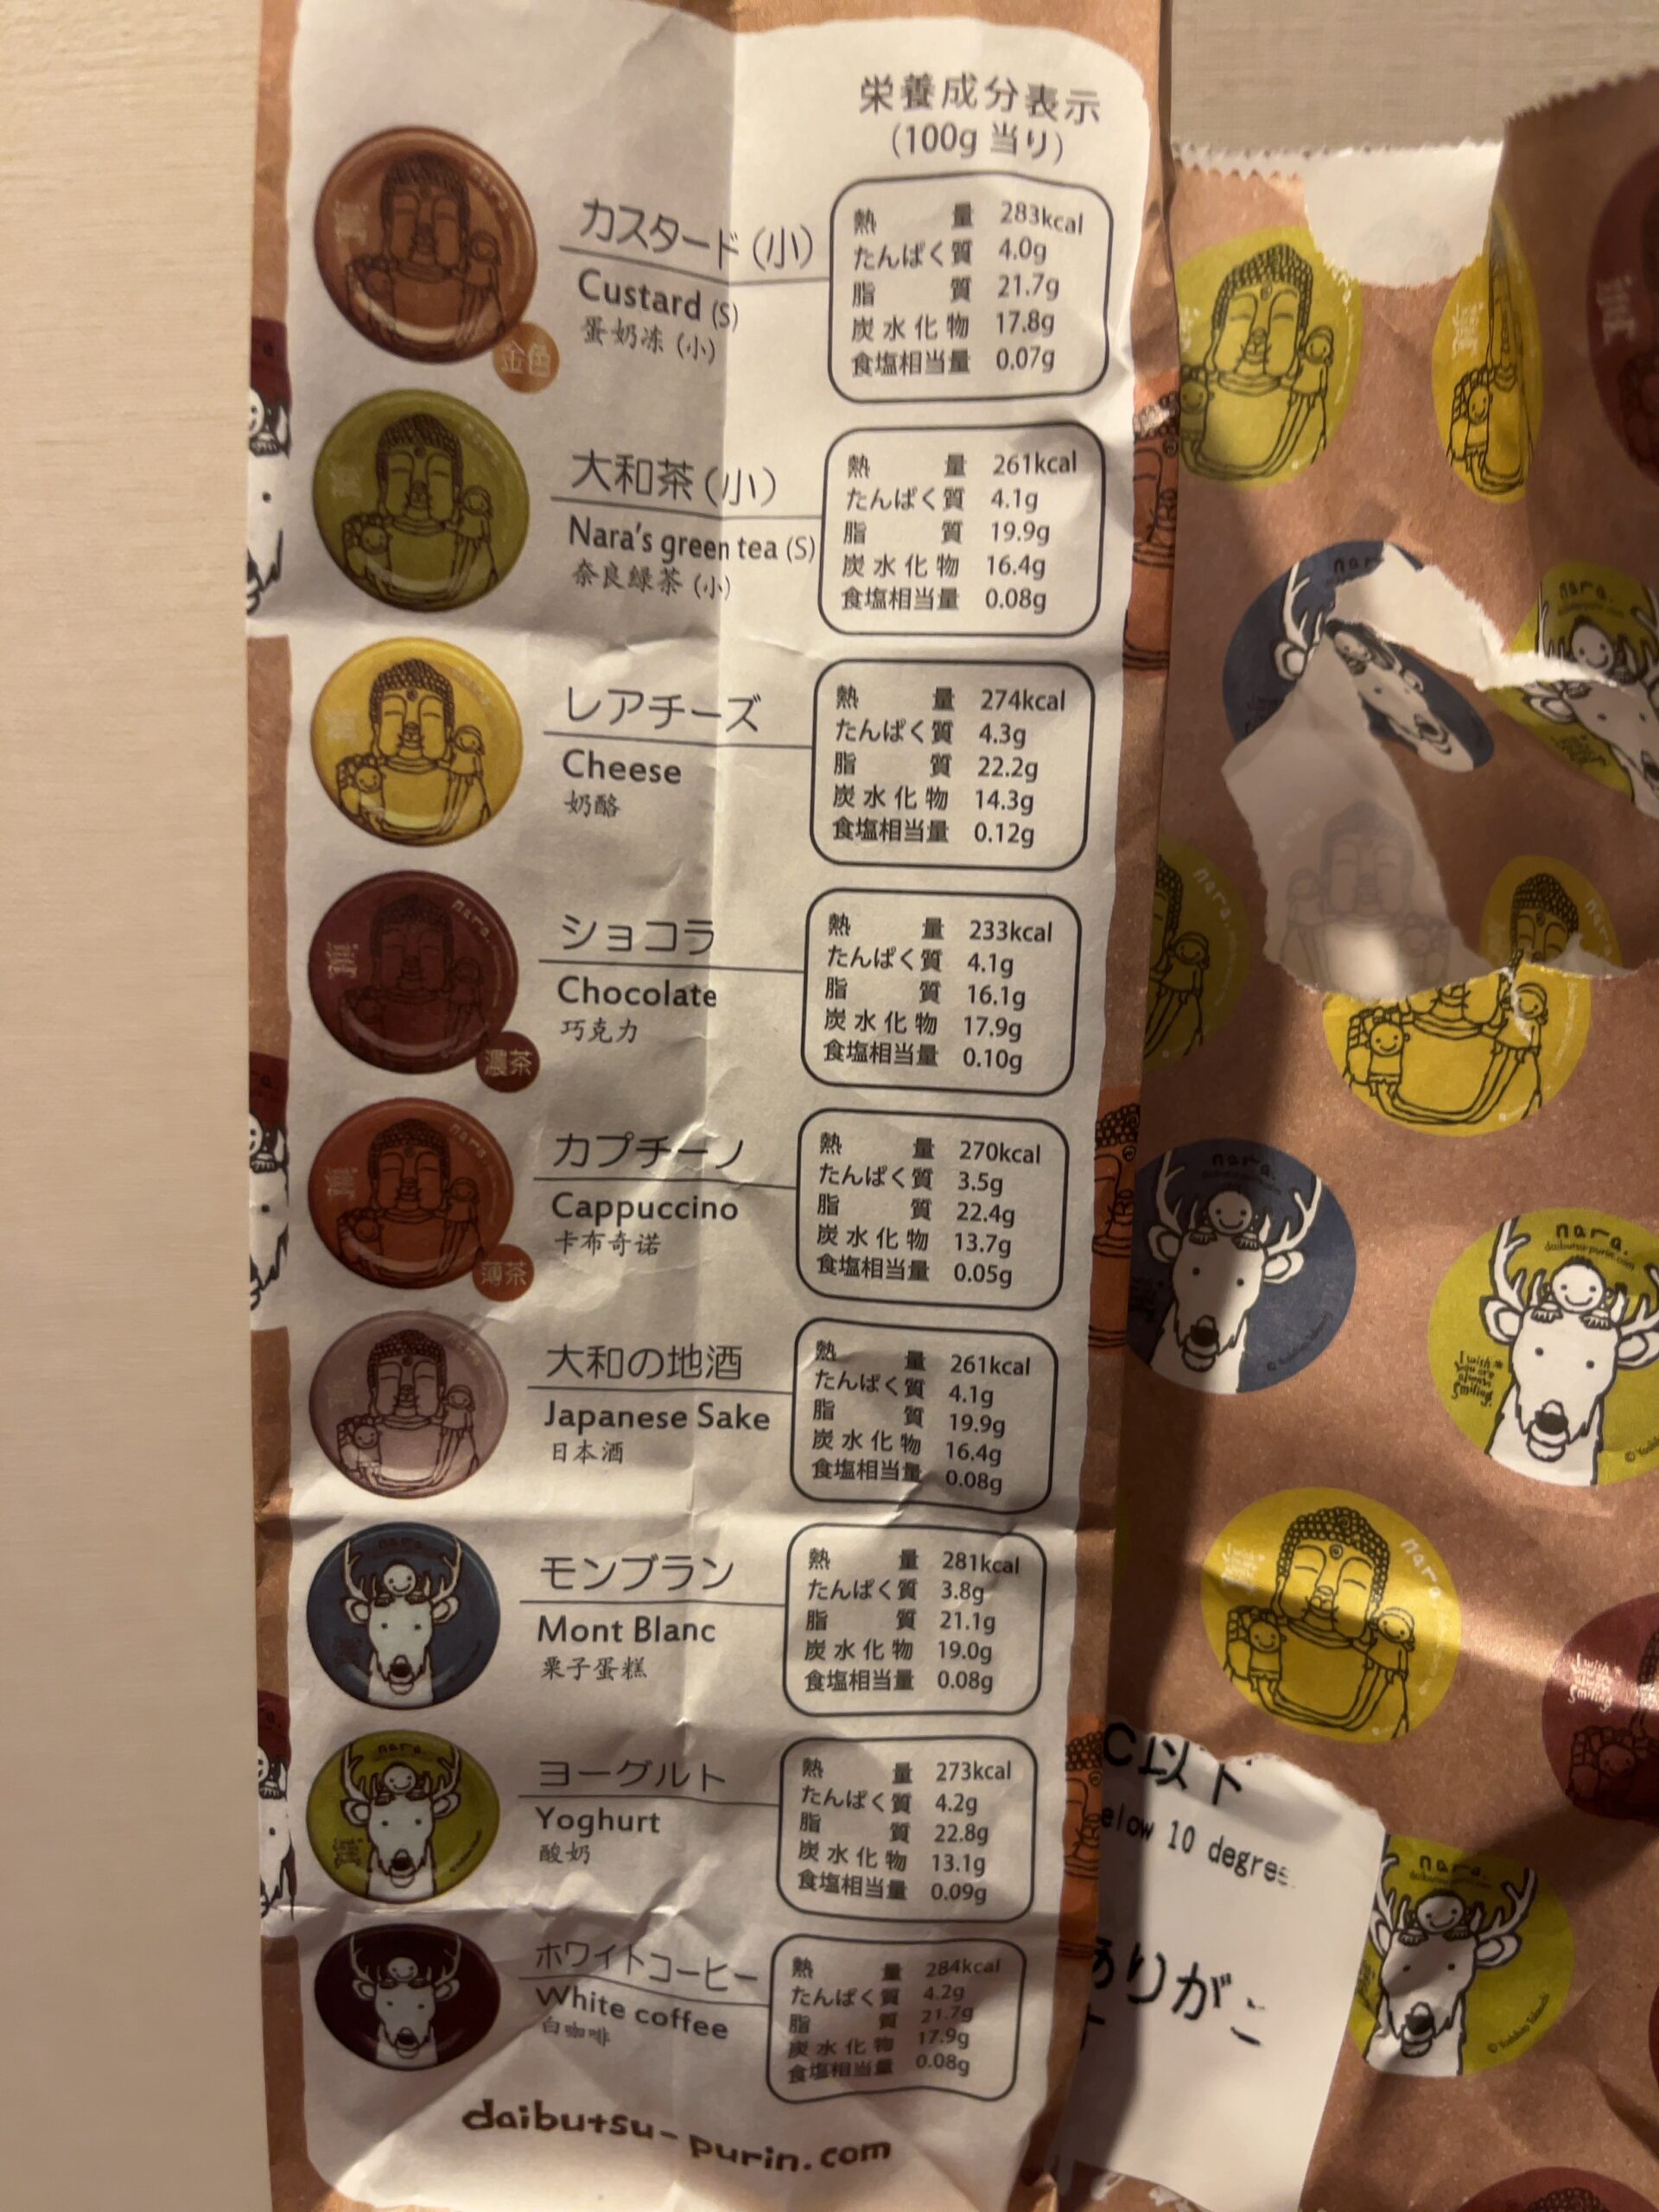 栄養成分表示
(100g 当り)
カスタード(小)
Custard (S)
蛋奶冻(小)
金色
熱量 283kcal
たんぱく質 4.0g
脂質 21.7g
炭水化物 17.8g
食塩相当量 0.07g
大和茶(小)
Nara's green tea (S)
奈良緑茶(小)
熱量 261kcal
たんぱく質 4.1g
脂質 19.9g
炭水化物 16.4g
食塩相当量 0.08g
レアチーズ
Cheese
奶酪
熱量 274kcal
たんぱく質 4.3g
脂質 22.2g
炭水化物 14.3g
食塩相当量 0.12g
ショコラ
Chocolate
巧克力
濃茶
熱量 233kcal
たんぱく質 4.1g
脂質 16.1g
炭水化物 17.9g
食塩相当量 0.10g
カプチーノ
Cappuccino
卡布奇诺
薄茶
熱量 270kcal
たんぱく質 3.5g
脂質 22.4g
炭水化物 13.7g
食塩相当量 0.05g
大和の地酒
Japanese Sake
日本酒
熱量 261kcal
たんぱく質 4.1g
脂質 19.9g
炭水化物 16.4g
食塩相当量 0.08g
モンブラン
Mont Blanc
栗子蛋糕
熱量 281kcal
たんぱく質 3.8g
脂質 21.1g
炭水化物 19.0g
食塩相当量 0.08g
ヨーグルト
Yoghurt
酸奶
熱量 273kcal
たんぱく質 4.2g
脂質 22.8g
炭水化物 13.1g
食塩相当量 0.09g
ホワイトコーヒー
White coffee
白咖啡
熱量 284kcal
たんぱく質 4.2g
脂質 21.7g
炭水化物 17.9g
食塩相当量 0.08g
daibutsu-purin.com
nara.
nara.
nara.
nara.
nara.
daibutsu-purin.com
I wish
you are
always
smiling
nara.
C以下
elow 10 degree
ありがと
nara.